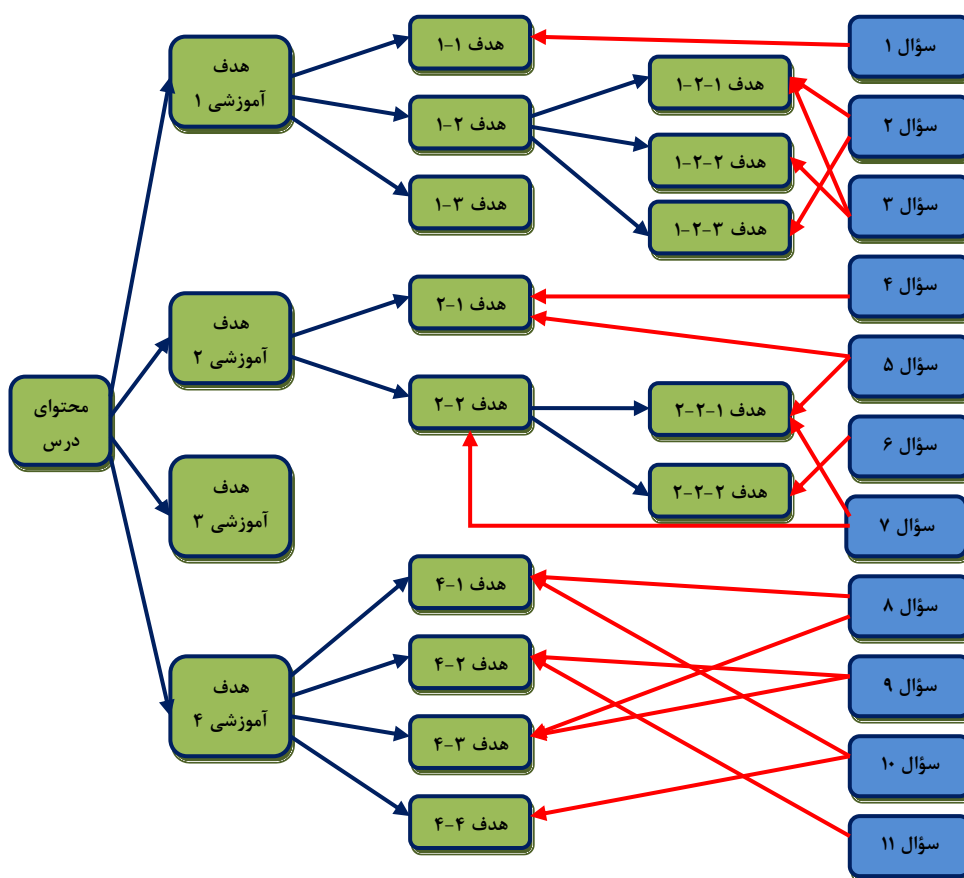 محتوای
درس
هدف
آموزشی ۱
هدف
آموزشی ۲
هدف
آموزشی ۳
هدف
آموزشی ۴
هدف ۱-۱
هدف ۲-۱
هدف ۳-۱
هدف ۱-۲
هدف ۲-۲
هدف ۱-۴
هدف ۲-۴
هدف ۳-۴
هدف ۴-۴
هدف ۱-۲-۱
هدف ۲-۲-۱
هدف ۳-۲-۱
هدف ۱-۲-۲
هدف ۲-۲-۲
سؤال ۱
سؤال ۲
سؤال ۳
سؤال ۴
سؤال ۵
سؤال ۶
سؤال ۷
سؤال ۸
سؤال ۹
سؤال ۱۰
سؤال ۱۱